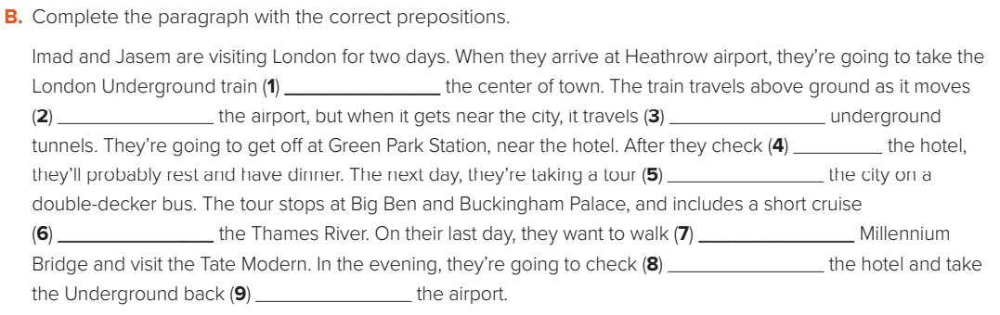 B. Complete the paragraph with the correct prepositions.
Imad and Jasem are visiting London for two days. When they arrive at Heathrow airport, they’re going to take the
London Underground train (1) ________________ the center of town. The train travels above ground as it moves
(2) ________________ the airport, but when it gets near the city, it travels (3) ________________ underground
tunnels. They’re going to get off at Green Park Station, near the hotel. After they check (4) _________ the hotel,
they’ll probably rest and have dinner. The next day, they’re taking a tour (5) ________________ the city on a
double-decker bus. The tour stops at Big Ben and Buckingham Palace, and includes a short cruise
(6) ________________ the Thames River. On their last day, they want to walk (7) ________________ Millennium
Bridge and visit the Tate Modern. In the evening, they’re going to check (8) ________________ the hotel and take
the Underground back (9) ________________ the airport.